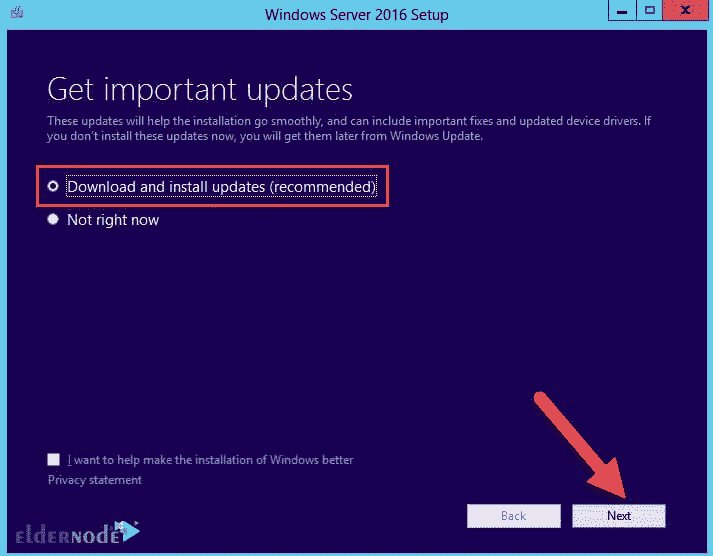 Windows Server 2016 Setup
Get important updates
These updates will help the installation go smoothly, and can include important fixes and updated device drivers. If
you don't install these updates now, you will get them later from Windows Update.
Download and install updates (recommended)
Not right now
I want to help make the installation of Windows better
Privacy statement
Back
Next
eldernode